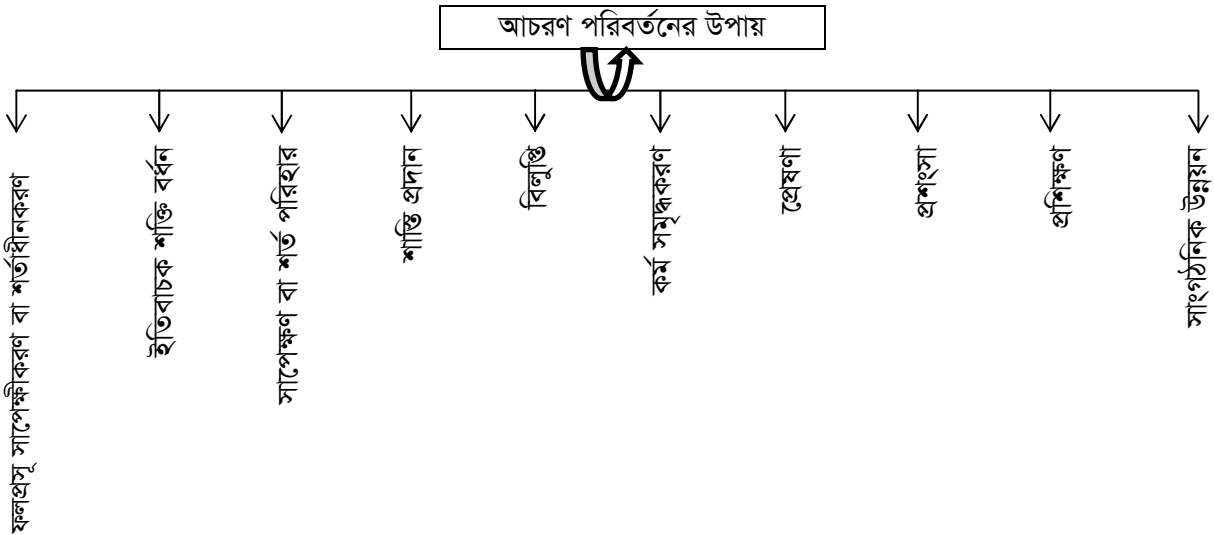 আচরণ পরিবর্তনের উপায়
ফলপ্রসু সাপেক্ষীকরণ বা শর্তাধীনকরণ
ইতিবাচক শক্তি বর্ধন
সাপেক্ষণ বা শর্ত পরিহার
শাস্তি প্রদান
বিলুপ্তি
কর্ম সমৃদ্ধকরণ
প্রেষণা
প্রশংসা
প্রশিক্ষণ
সাংগঠনিক উন্নয়ন